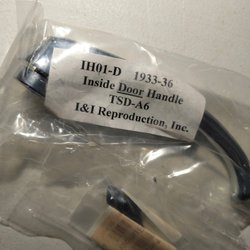 IH01-D 1933-36
Inside Door Handle
TSD-A6
I&I Reproduction, Inc.